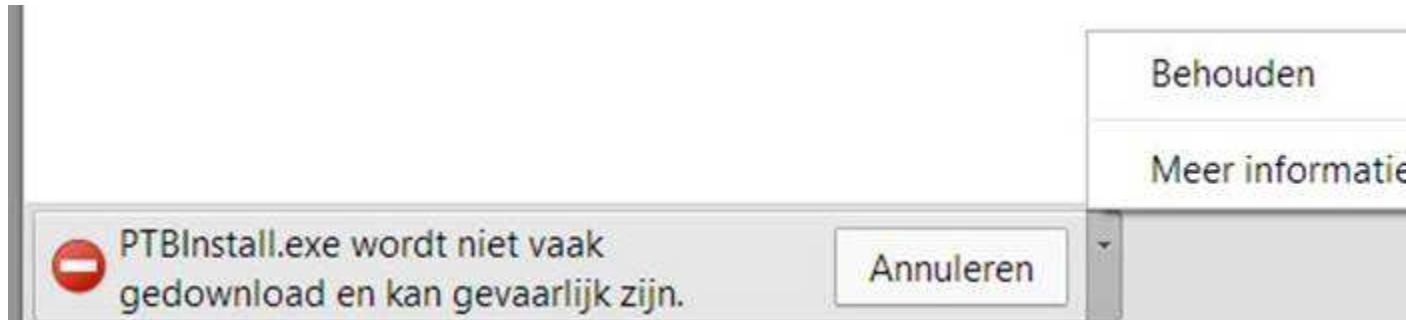 Behouden
Meer informatie
PTBInstall.exe wordt niet vaak
gedownload en kan gevaarlijk zijn.
Annuleren